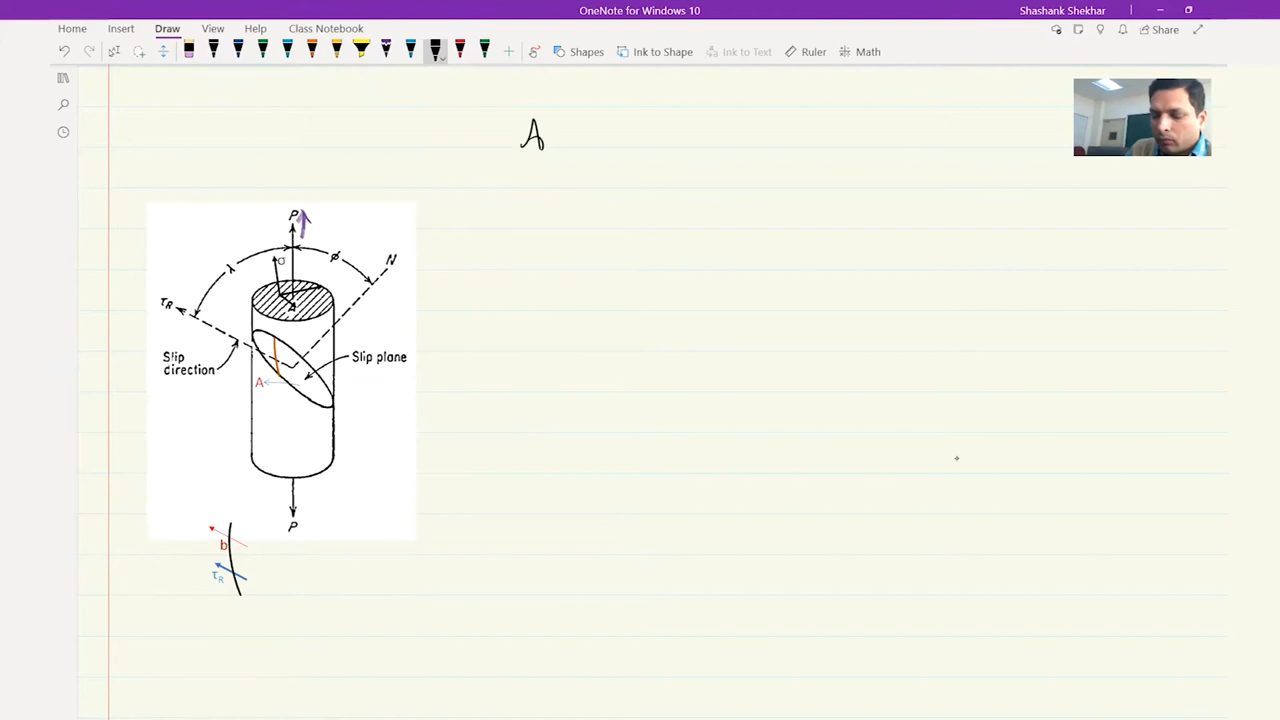 OneNote for Windows 10
Shashank Shekhar
Home Insert Draw View Help Class Notebook
Shapes Ink to Shape Ink to Text Ruler Math
Share
A
P
σ
ϕ
N
λ
τR
A
Slip direction
Slip plane
A
P
b
τR